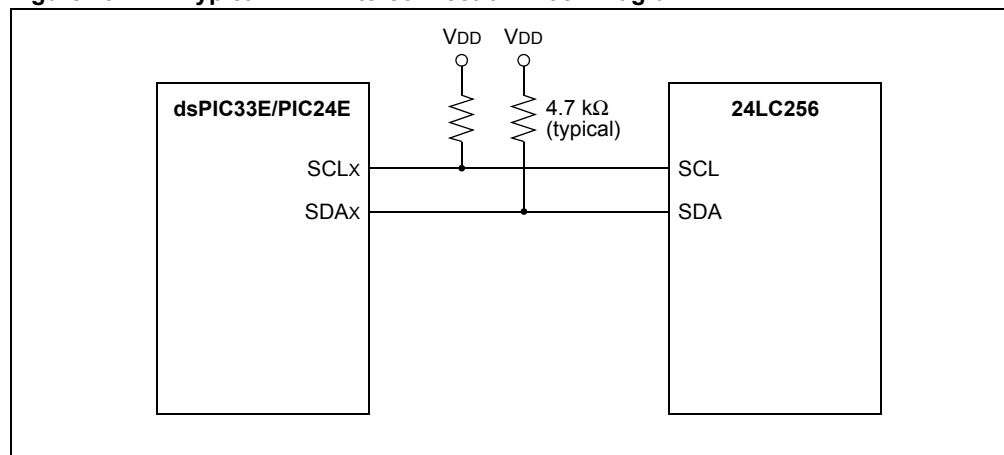 VDD VDD
dsPIC33E/PIC24E
4.7 kΩ
(typical)
24LC256
SCLx
SCL
SDAx
SDA